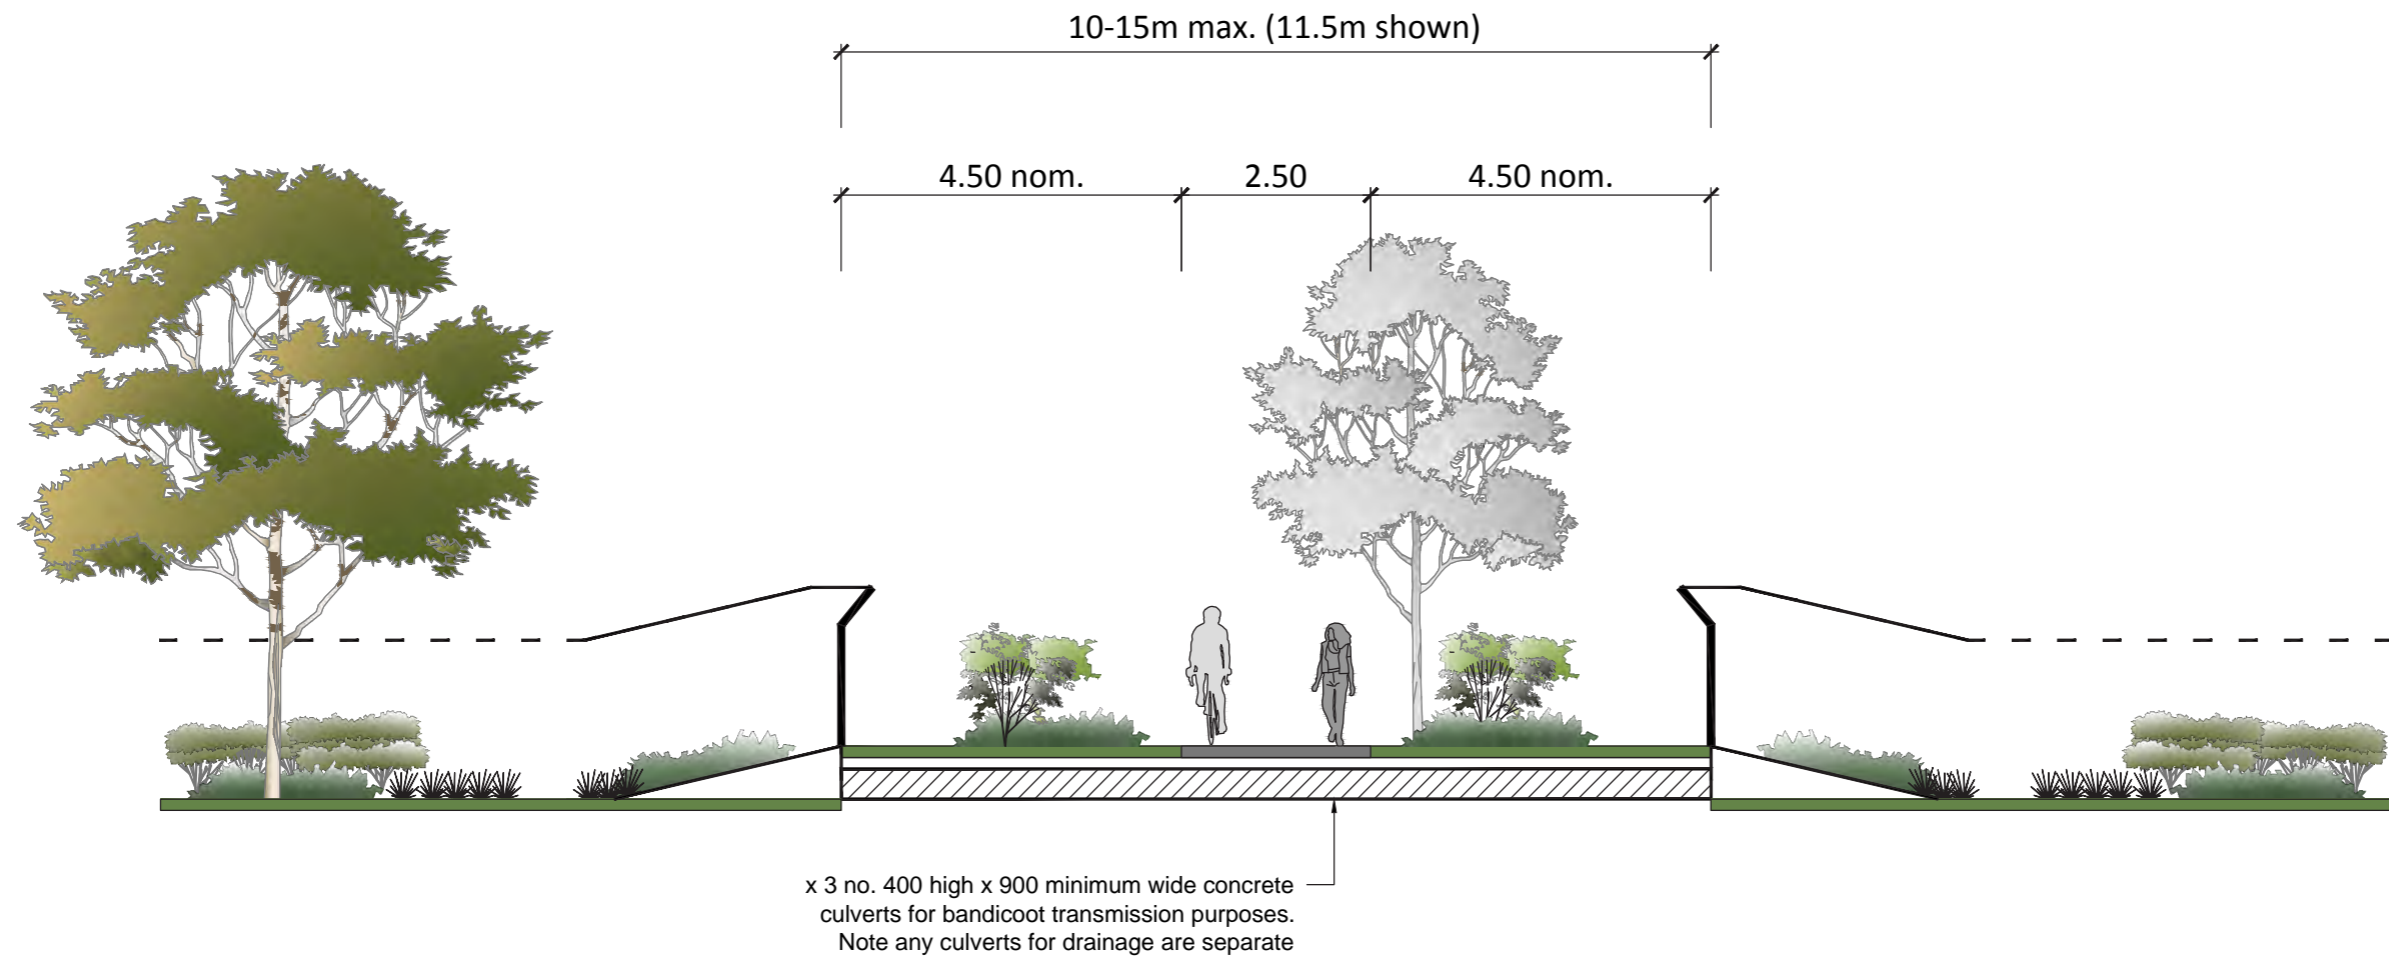 10-15m max. (11.5m shown)
4.50 nom.
2.50
4.50 nom.
x 3 no. 400 high x 900 minimum wide concrete
culverts for bandicoot transmission purposes.
Note any culverts for drainage are separate